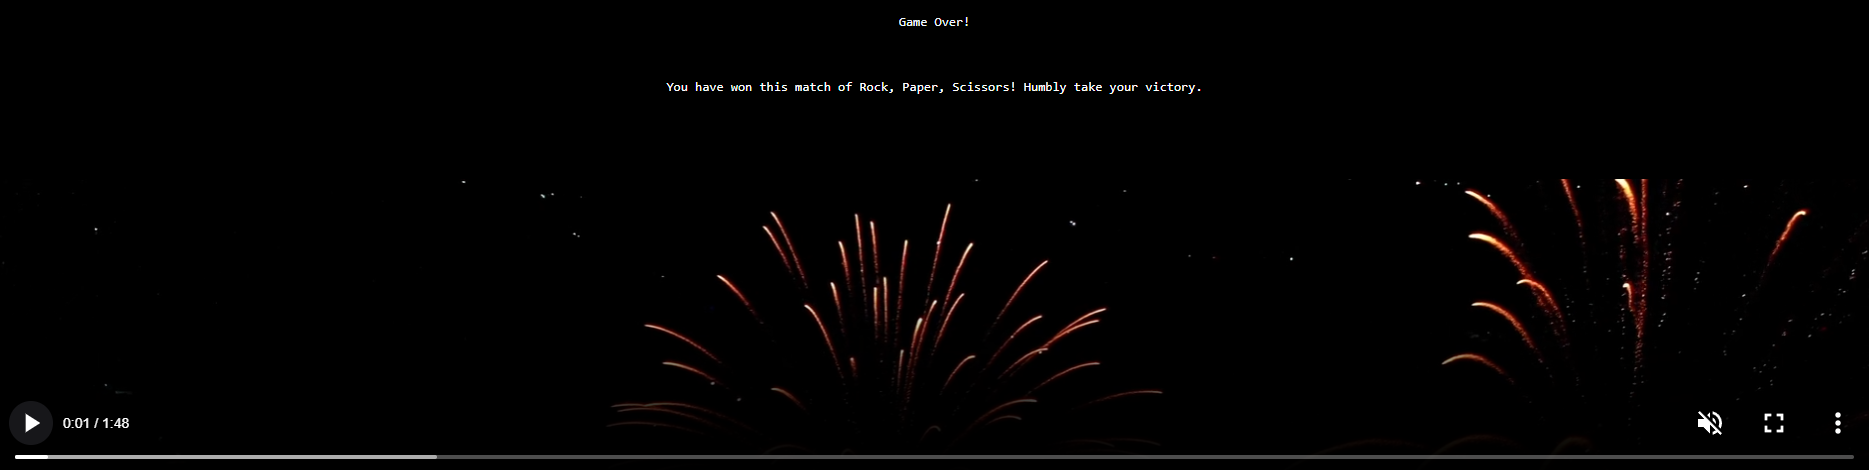 Game Over!
You have won this match of Rock, Paper, Scissors! Humbly take your victory.
0:01 / 1:48